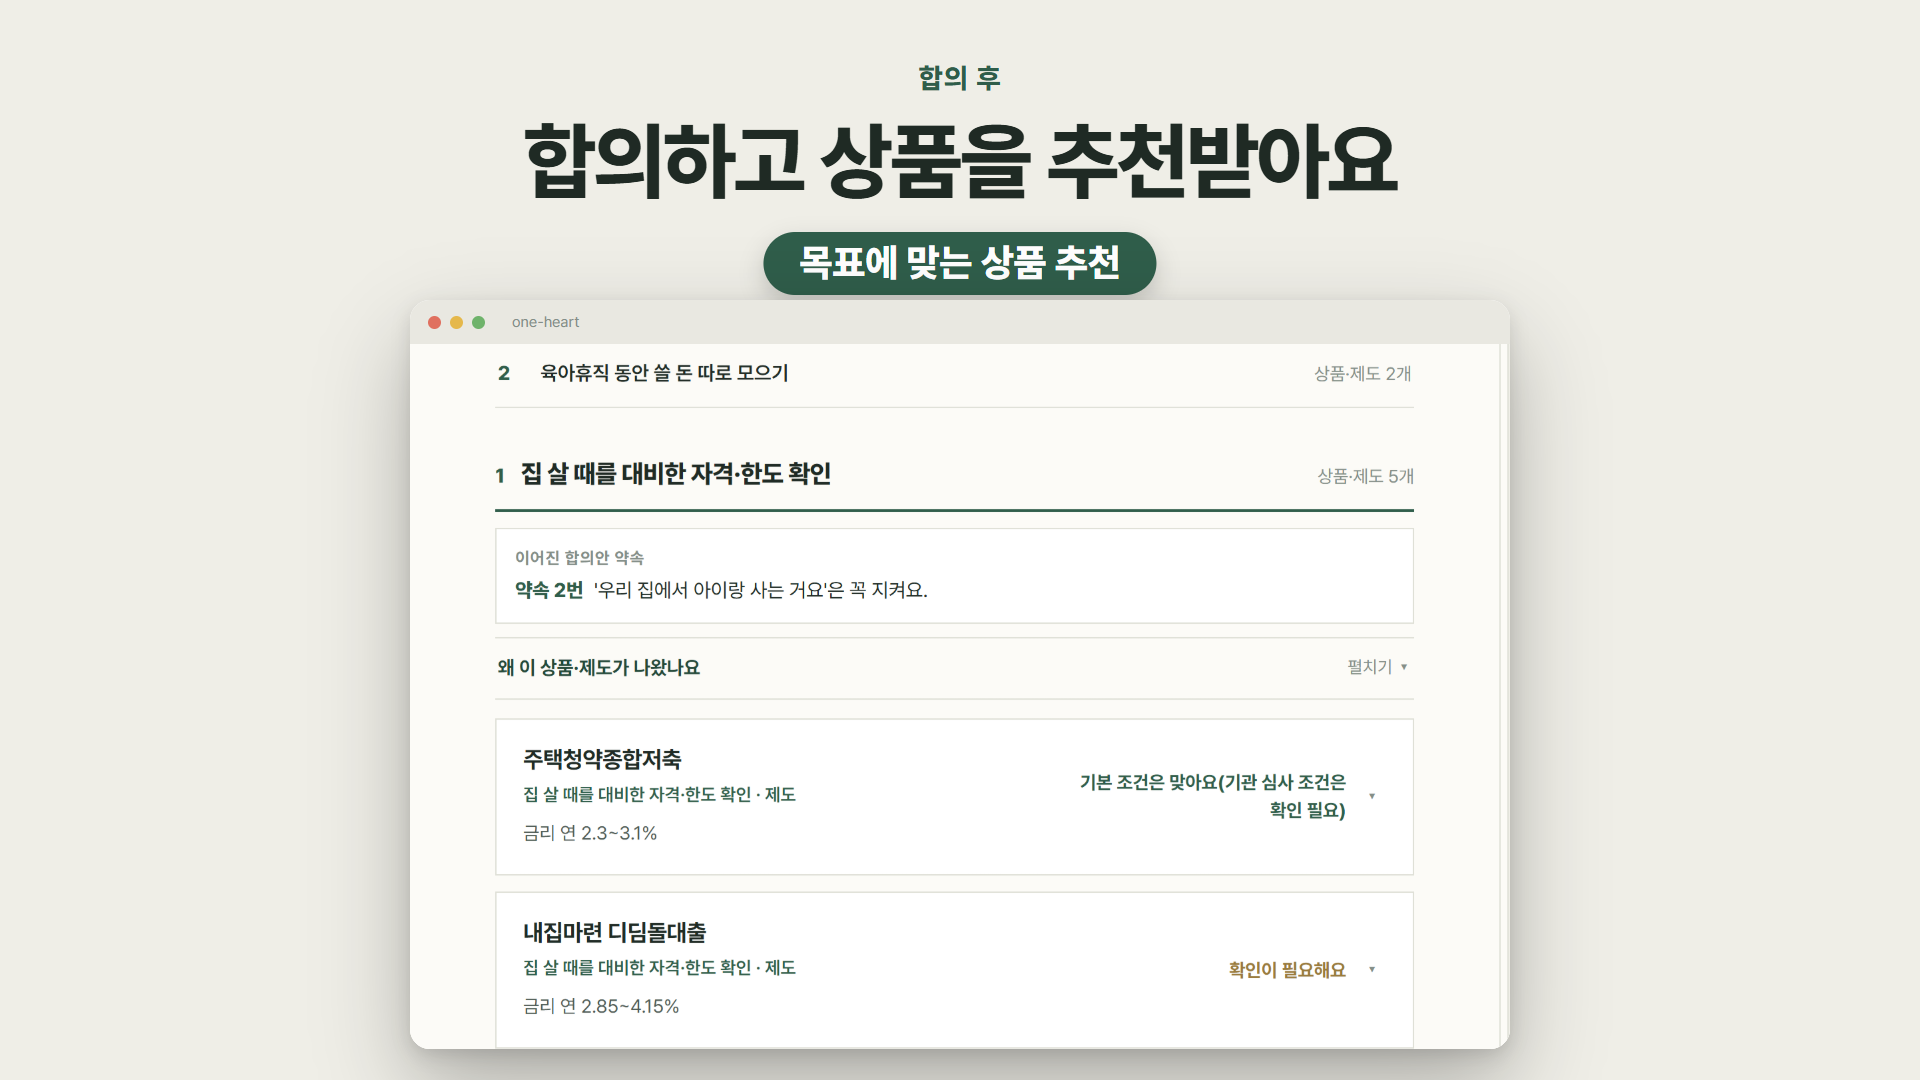 합의 후
합의하고 상품을 추천받아요
목표에 맞는 상품 추천
one-heart
2 육아휴직 동안 쓸 돈 따로 모으기 상품·제도 2개
1 집 살 때를 대비한 자격·한도 확인 상품·제도 5개
이어진 합의안 약속
약속 2번 '우리 집에서 아이랑 사는 거요'은 꼭 지켜요.
왜 이 상품·제도가 나왔나요 펼치기 ▾
주택청약종합저축
집 살 때를 대비한 자격·한도 확인 · 제도
금리 연 2.3~3.1%
기본 조건은 맞아요(기관 심사 조건은
확인 필요) ▾
내집마련 디딤돌대출
집 살 때를 대비한 자격·한도 확인 · 제도
금리 연 2.85~4.15%
확인이 필요해요 ▾